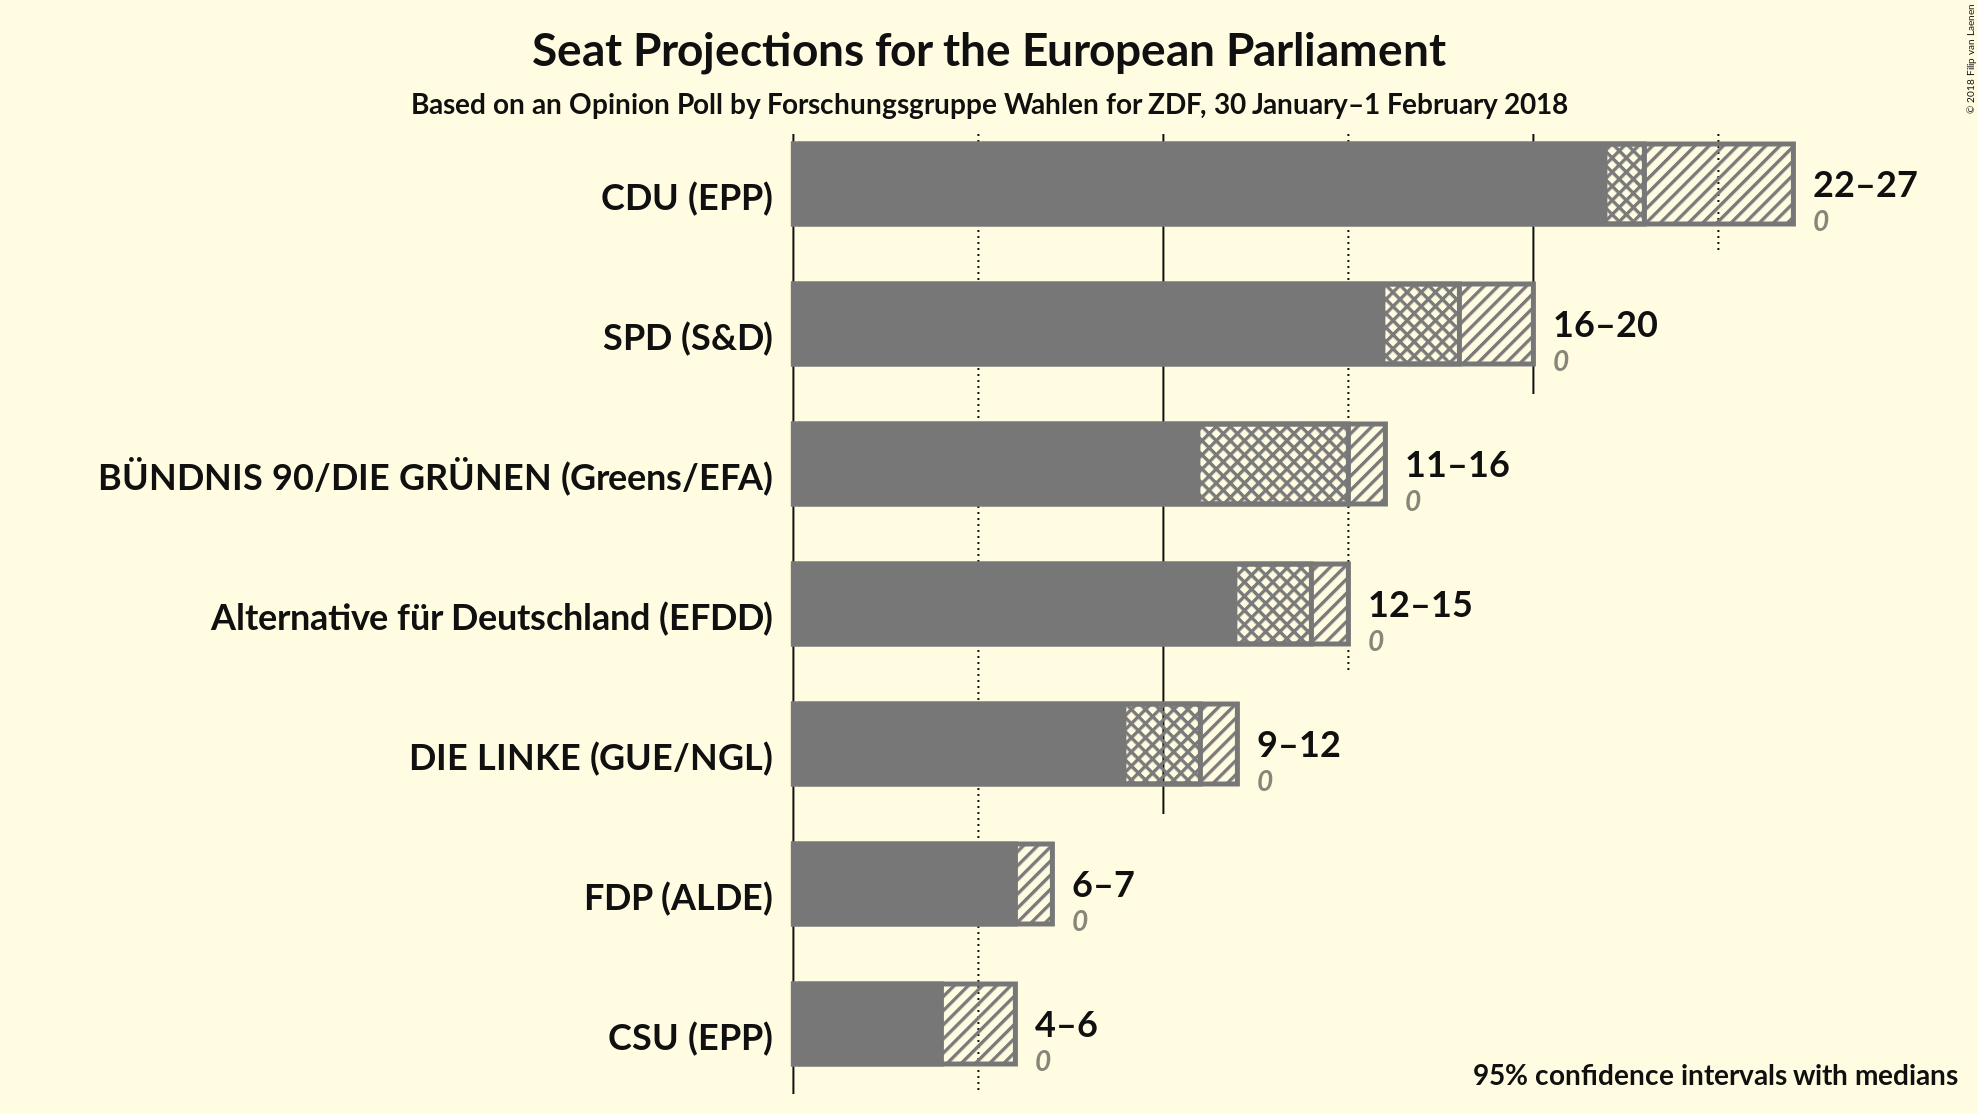 Seat Projections for the European Parliament
Based on an Opinion Poll by Forschungsgruppe Wahlen for ZDF, 30 January–1 February 2018
© 2018 Filip van Laenen
CDU (EPP)
22–27
0
SPD (S&D)
16–20
0
BÜNDNIS 90/DIE GRÜNEN (Greens/EFA)
11–16
0
Alternative für Deutschland (EFDD)
12–15
0
DIE LINKE (GUE/NGL)
9–12
0
FDP (ALDE)
6–7
0
CSU (EPP)
4–6
0
95% confidence intervals with medians